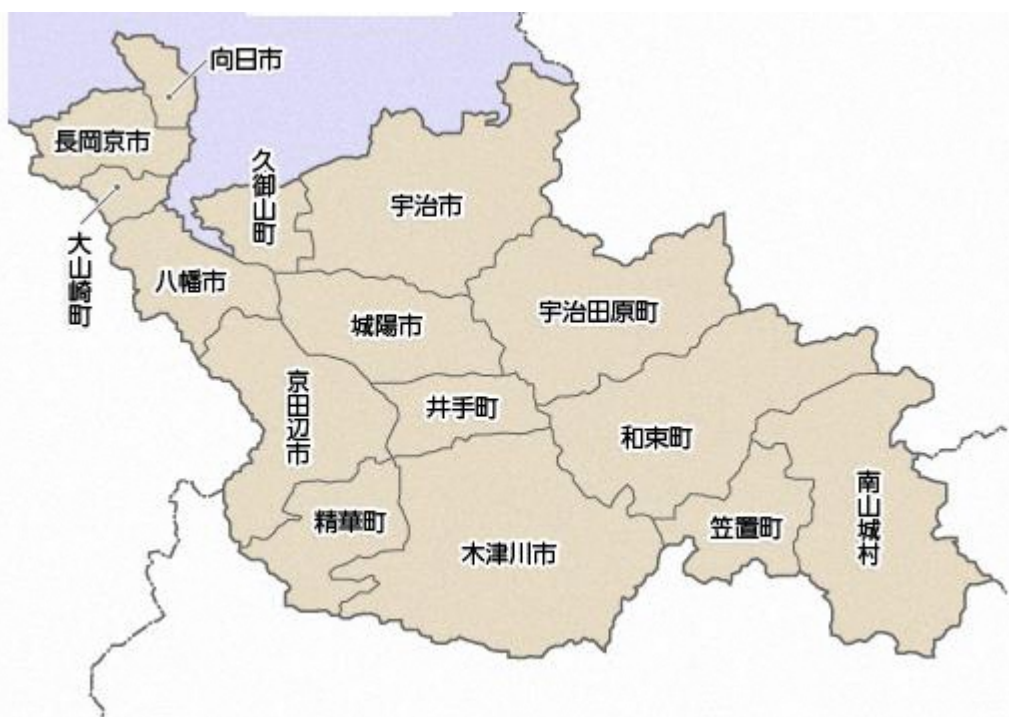 向日市
長岡京市
大山崎町
久御山町
宇治市
八幡市
城陽市
宇治田原町
京田辺市
井手町
和束町
精華町
木津川市
笠置町
南山城村